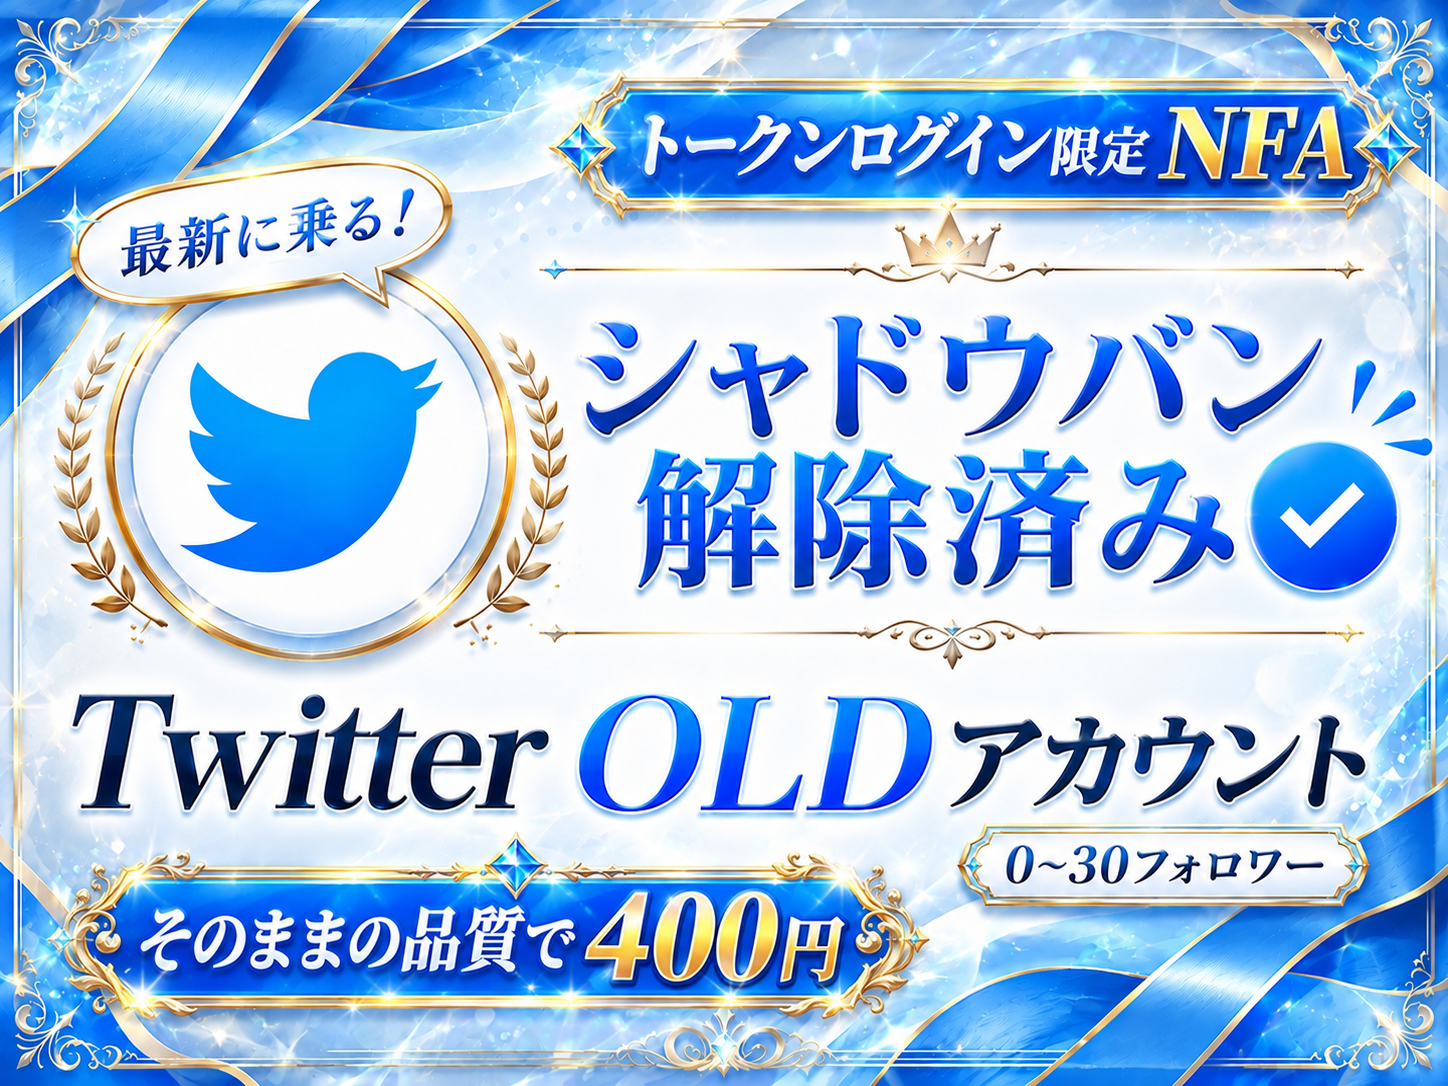 トークンログイン限定 NFA
最新に乗る!
シャドウバン
解除済み
Twitter OLD アカウント
0~30フォロワー
そのままの品質で400円